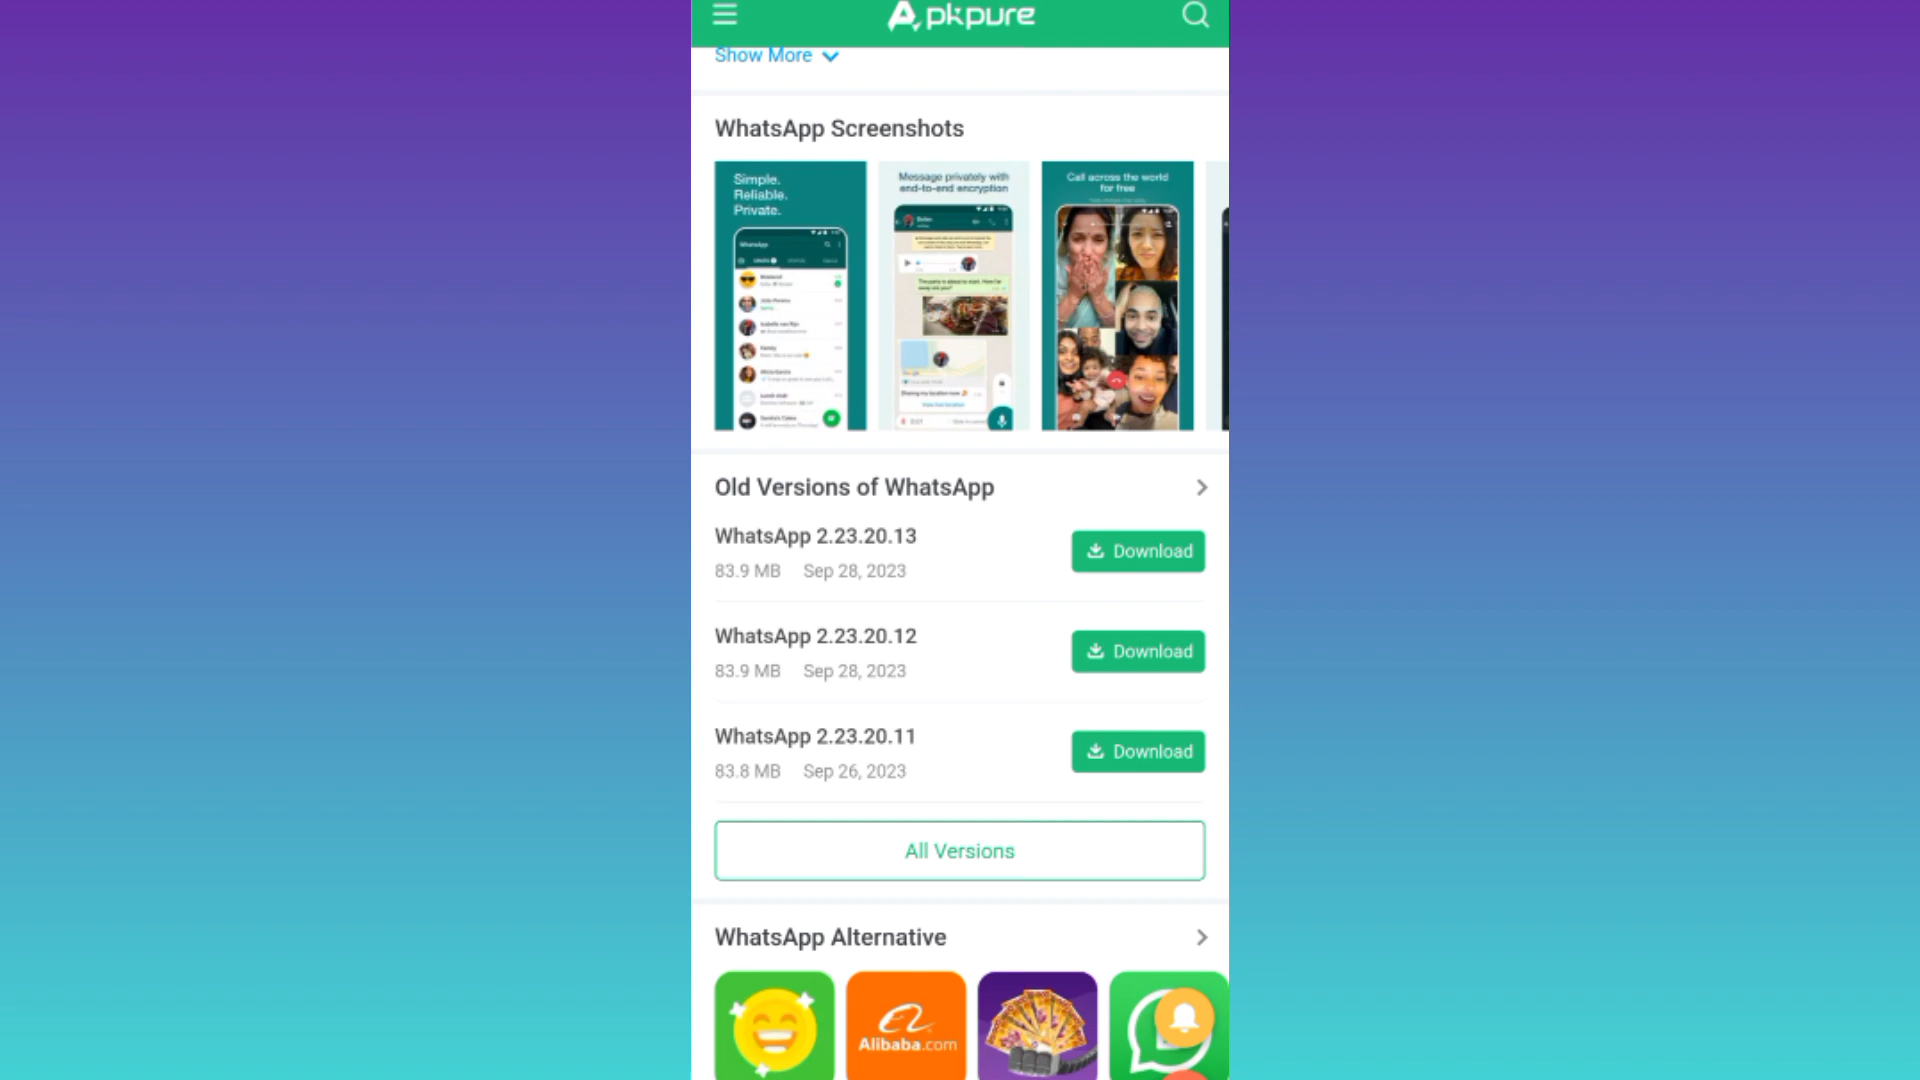 Apkpure
Show More
WhatsApp Screenshots
Simple.
Reliable.
Private.
WhatsApp
Message privately with
end-to-end encryption
Call across the world
for free
Old Versions of WhatsApp
WhatsApp 2.23.20.13
83.9 MB Sep 28, 2023
Download
WhatsApp 2.23.20.12
83.9 MB Sep 28, 2023
Download
WhatsApp 2.23.20.11
83.8 MB Sep 26, 2023
Download
All Versions
WhatsApp Alternative
Alibaba.com